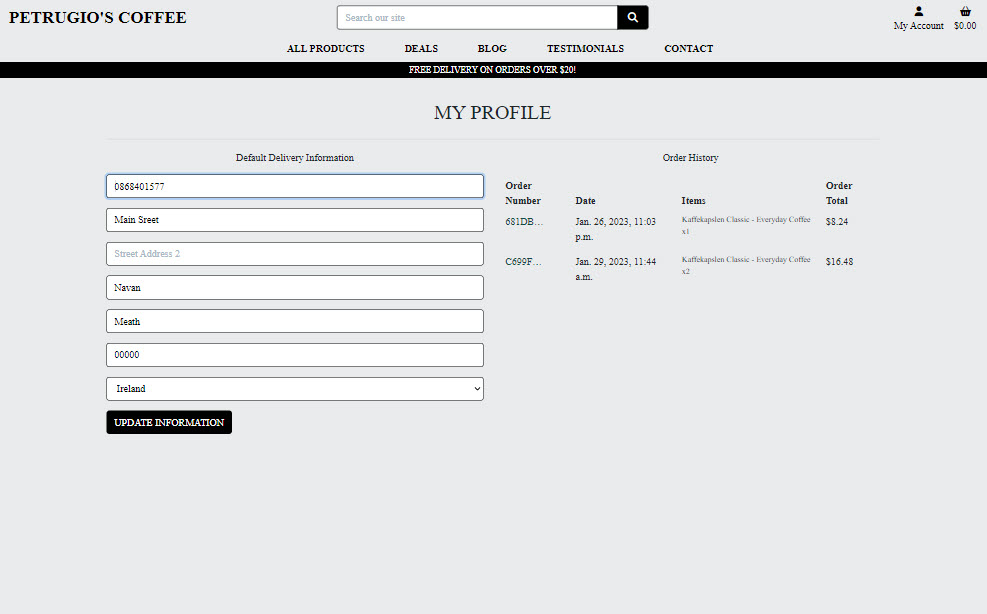 PETRUGIO'S COFFEE
Search our site
My Account
$0.00
ALL PRODUCTS DEALS BLOG TESTIMONIALS CONTACT
FREE DELIVERY ON ORDERS OVER $20!
MY PROFILE
Default Delivery Information
0868401577
Main Sreet
Street Address 2
Navan
Meath
00000
Ireland
UPDATE INFORMATION
Order History
Order Number Date Items Order Total
681DB... Jan. 26, 2023, 11:03 p.m. Kaffekapslen Classic - Everyday Coffee x1 $8.24
C699F... Jan. 29, 2023, 11:44 a.m. Kaffekapslen Classic - Everyday Coffee x2 $16.48